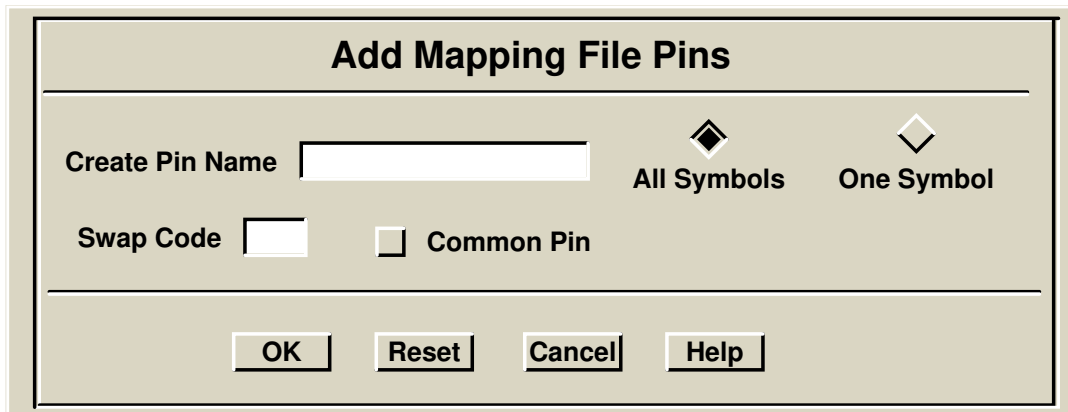 Add Mapping File Pins
Create Pin Name
All Symbols One Symbol
Swap Code Common Pin
OK Reset Cancel Help